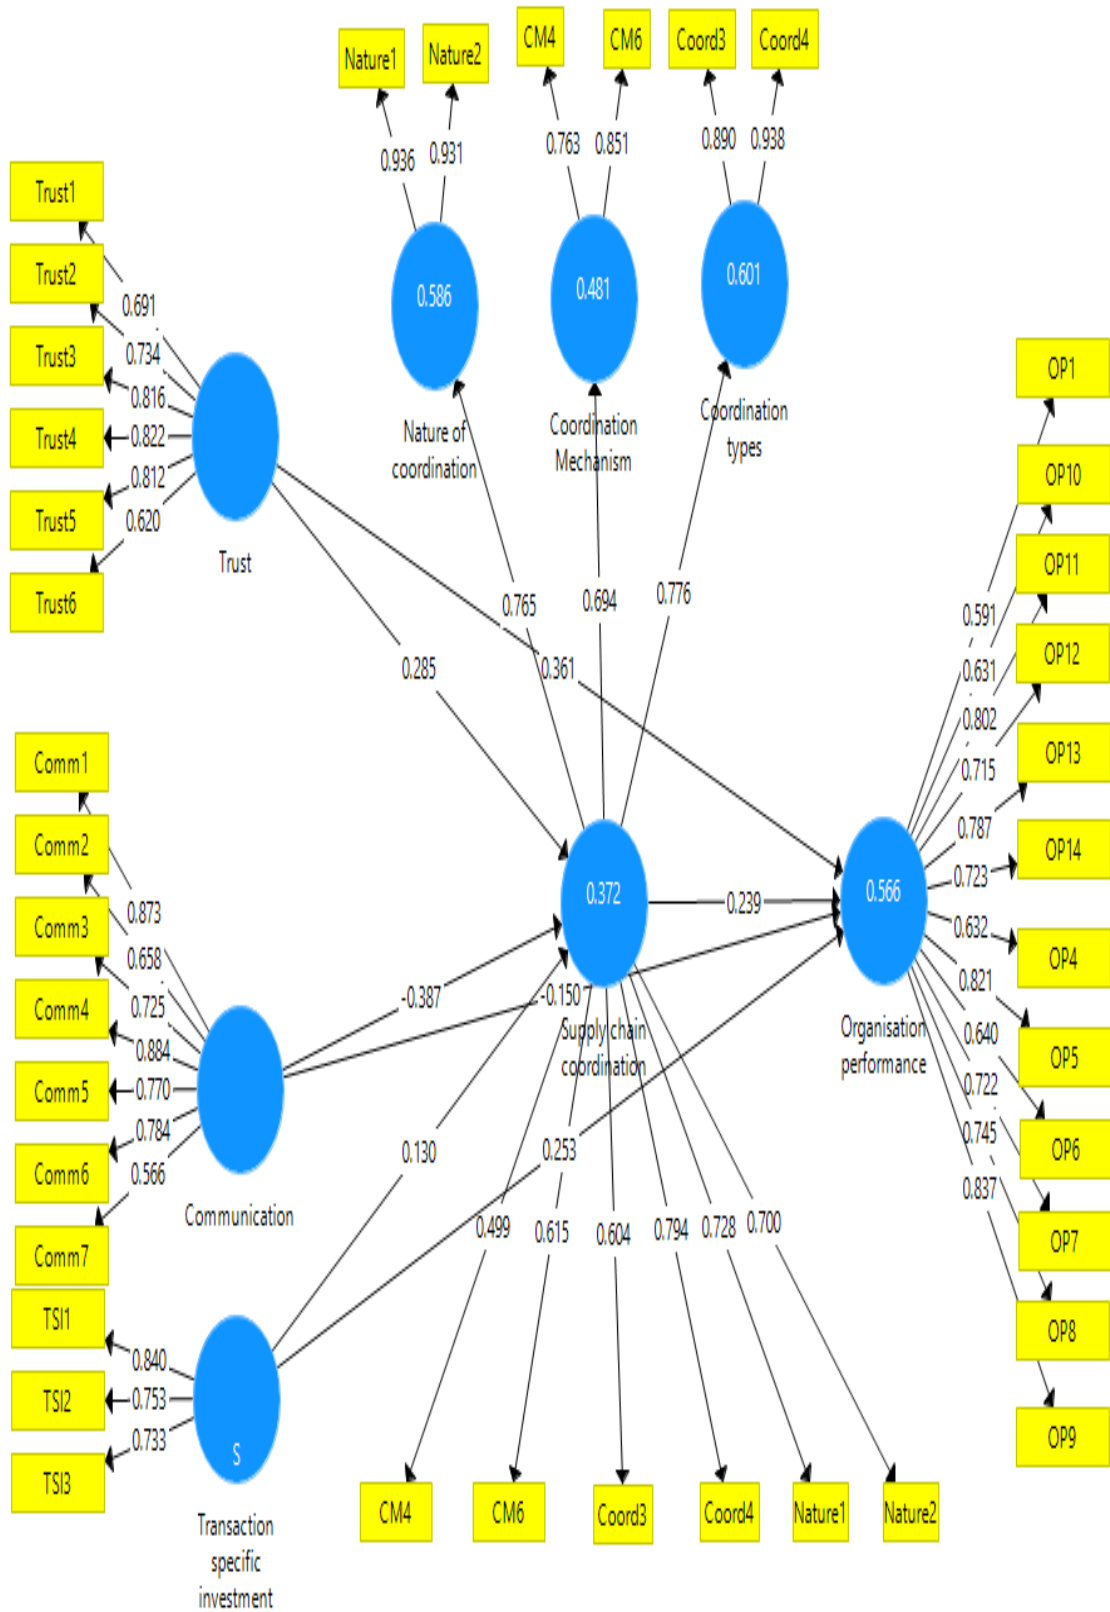 CM4
CM6
Coord3
Coord4
Nature1
Nature2
0.763
0.851
0.890
0.938
0.936
0.931
Trust1
Trust2
Trust3
Trust4
Trust5
Trust6
0.691
0.734
0.816
0.822
0.812
0.620
Trust
0.586
Nature of
coordination
0.481
Coordination
Mechanism
0.601
Coordination
types
0.765
0.694
0.776
0.285
0.361
Comm1
Comm2
Comm3
Comm4
Comm5
Comm6
Comm7
0.873
0.658
0.725
0.884
0.770
0.784
0.566
Communication
-0.387
-0.150
0.372
Supply chain
coordination
0.239
0.566
Organisation
performance
OP1
OP10
OP11
OP12
OP13
OP14
OP4
OP5
OP6
OP7
OP8
OP9
0.591
0.631
0.802
0.715
0.787
0.723
0.632
0.821
0.640
0.722
0.745
0.837
TSI1
TSI2
TSI3
0.840
0.753
0.733
S
Transaction
specific
investment
0.130
0.253
0.499
0.615
0.604
0.794
0.728
0.700
CM4
CM6
Coord3
Coord4
Nature1
Nature2